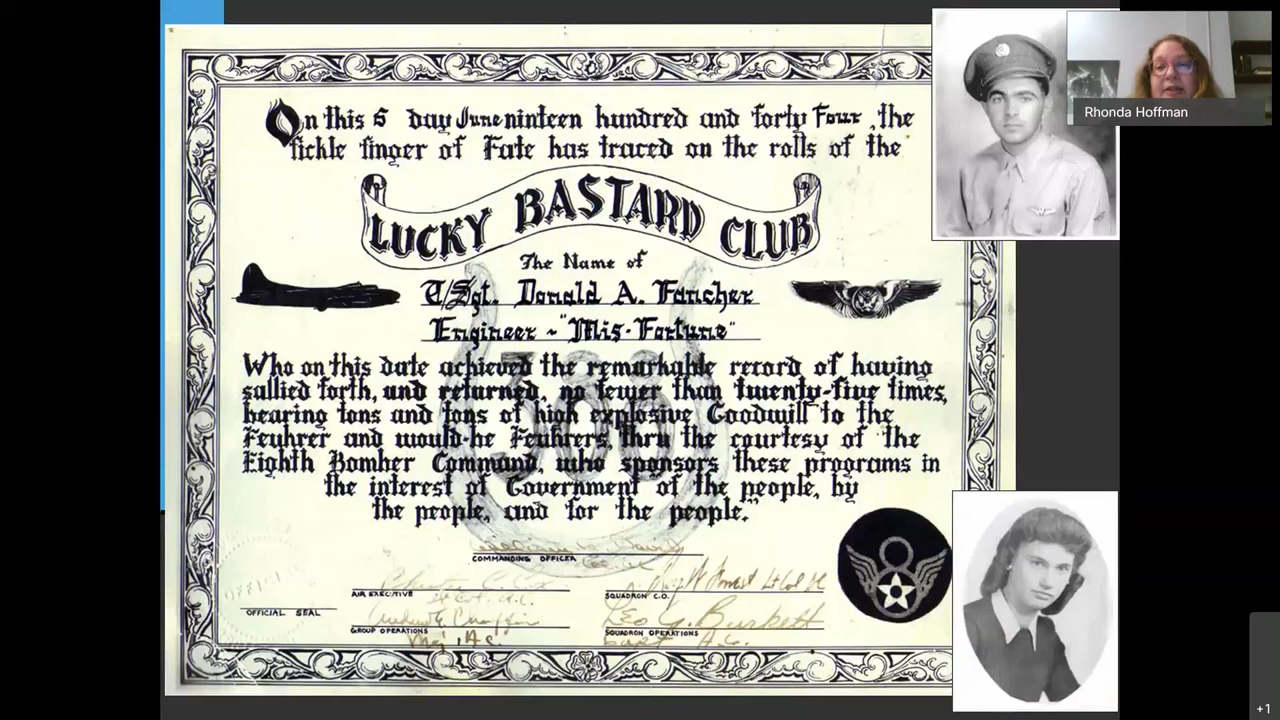 On this 5 day June ninteen hundred and forty Four, the
fickle finger of Fate has traced on the rolls of the
LUCKY BASTARD CLUB
The Name of
T/Sgt. Donald A. Fancher
Engineer ~ "Mis-Fortune"
Who on this date achieved the remarkable record of having
sallied forth, and returned, no fewer than twenty-five times,
bearing tons and tons of high explosive Goodwill to the
Feuhrer and would-be Feuhrers, thru the courtesy of the
Eighth Bomber Command, who sponsors these programs in
the interest of Government of the people, by
the people, and for the people."
COMMANDING OFFICER
AIR EXECUTIVE
SQUADRON C.O.
OFFICIAL SEAL
Leo G. Burkett
GROUP OPERATIONS
SQUADRON OPERATIONS
Maj. A.C.
Capt. A.C.
Rhonda Hoffman
+1